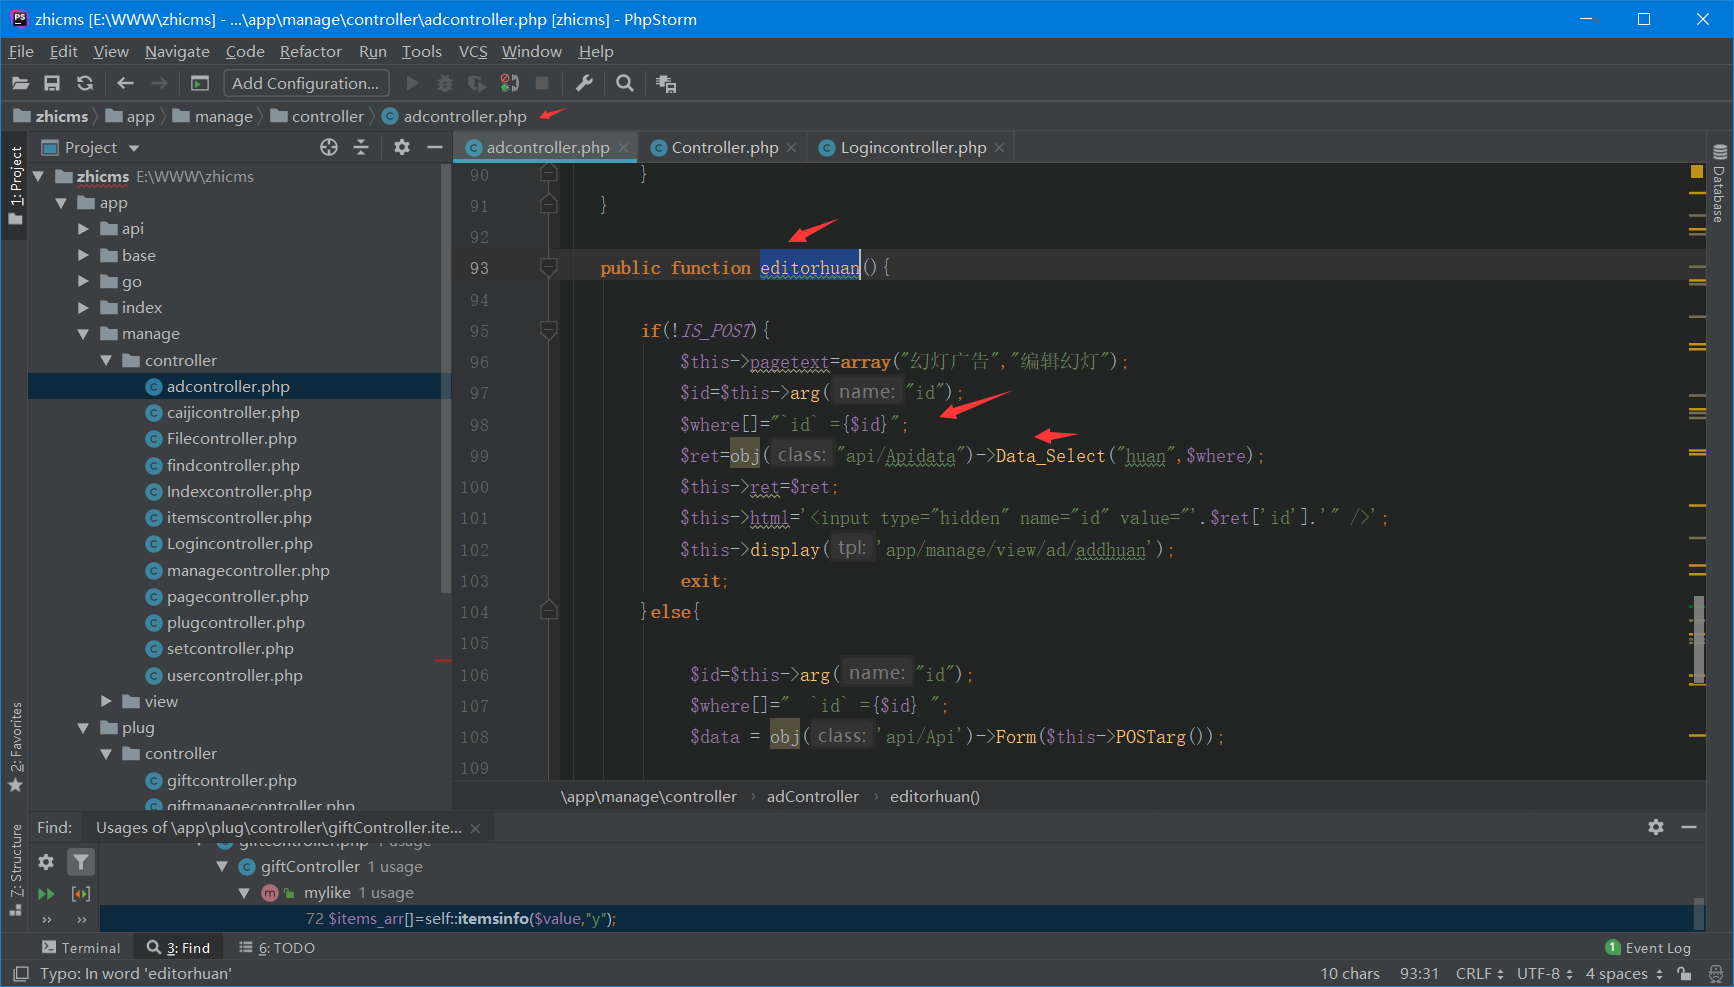 zhicms [E:\WWW\zhicms] - ...\app\manage\controller\adcontroller.php [zhicms] - PhpStorm
File Edit View Navigate Code Refactor Run Tools VCS Window Help
Add Configuration...
zhicms app manage controller adcontroller.php
1: Project
Project
zhicms E:\WWW\zhicms
app
api
base
go
index
manage
controller
adcontroller.php
caijicontroller.php
Filecontroller.php
findcontroller.php
Indexcontroller.php
itemscontroller.php
Logincontroller.php
managecontroller.php
pagecontroller.php
plugcontroller.php
setcontroller.php
usercontroller.php
view
plug
controller
giftcontroller.php
giftmanagecontroller.php
adcontroller.php Controller.php Logincontroller.php
90 }
91 }
92
93 public function editorhuan(){
94
95 if(!IS_POST){
96 $this->pagetext=array("幻灯广告","编辑幻灯");
97 $id=$this->arg( name: "id");
98 $where[]="`id` ={$id}";
99 $ret=obj( class: "api/Apidata")->Data_Select("huan",$where);
100 $this->ret=$ret;
101 $this->html='<input type="hidden" name="id" value="'.$ret['id'].'" />';
102 $this->display( tpl: 'app/manage/view/ad/addhuan');
103 exit;
104 }else{
105
106 $id=$this->arg( name: "id");
107 $where[]="  `id` ={$id} ";
108 $data = obj( class: 'api/Api')->Form($this->POSTarg());
109
\app\manage\controller › adController › editorhuan()
Database
2: Favorites
Z: Structure
Find: Usages of \app\plug\controller\giftController.ite...
giftcontroller.php 1 usage
giftController 1 usage
m mylike 1 usage
72 $items_arr[]=self::itemsinfo($value,"y");
Terminal 3: Find 6: TODO
1 Event Log
Typo: In word 'editorhuan'
10 chars 93:31 CRLF UTF-8 4 spaces